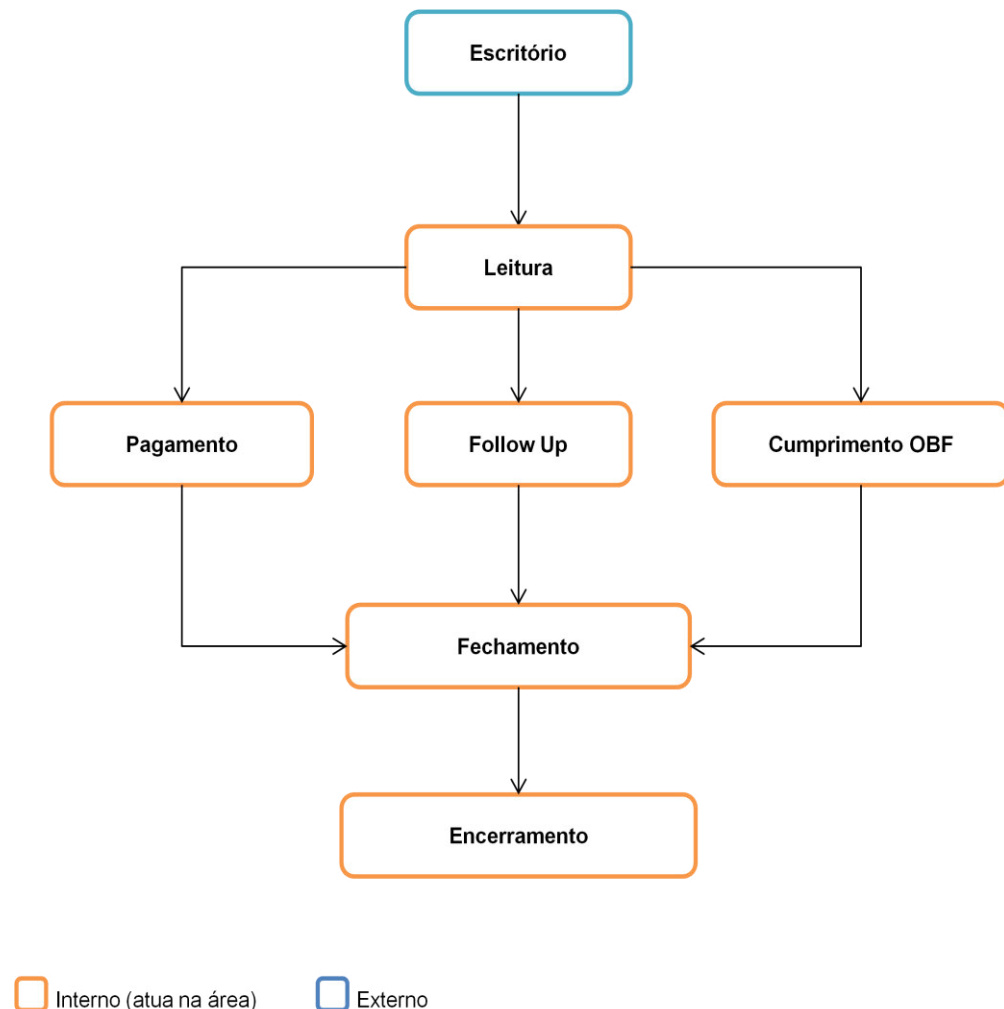 Escritório
Leitura
Pagamento
Follow Up
Cumprimento OBF
Fechamento
Encerramento
Interno (atua na área)
Externo